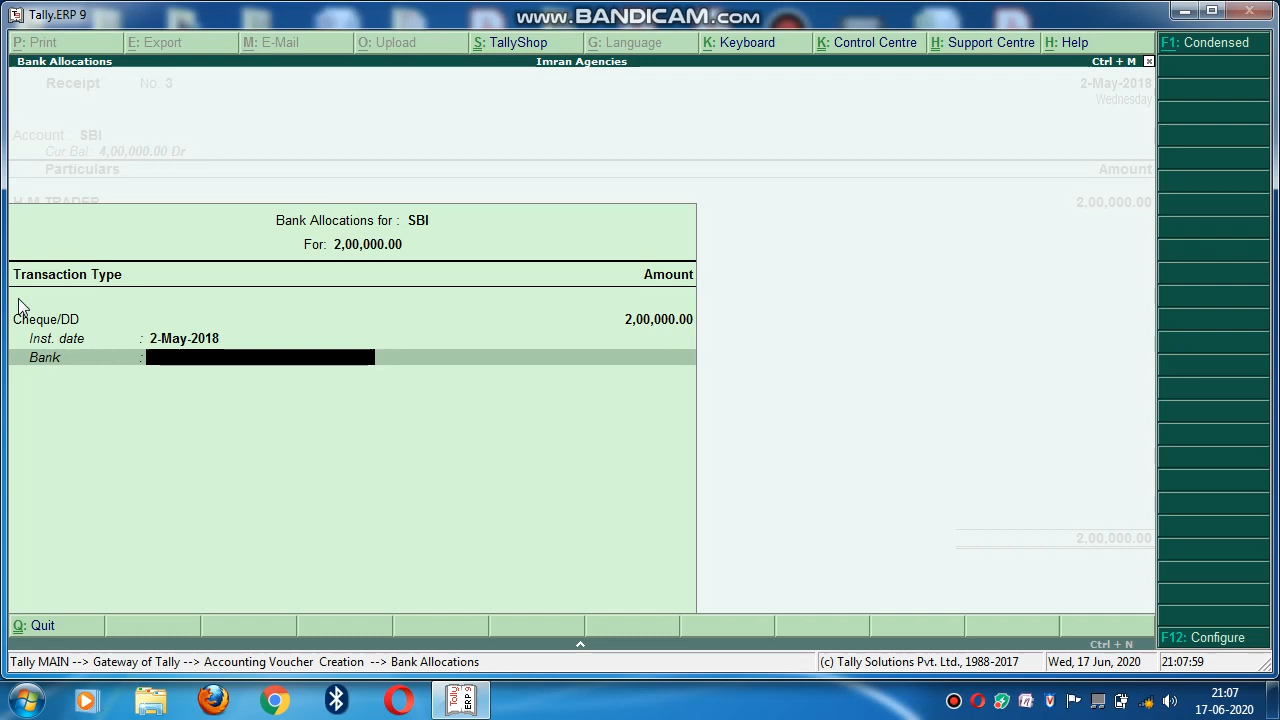 Tally.ERP 9
www.BANDICAM.com
P: Print E: Export M: E-Mail O: Upload S: TallyShop G: Language K: Keyboard K: Control Centre H: Support Centre H: Help F1: Condensed
Bank Allocations Imran Agencies Ctrl + M
Receipt No. 3 2-May-2018
Wednesday
Account : SBI
Cur Bal: 4,00,000.00 Dr
Particulars Amount
H M TRADER 2,00,000.00
Bank Allocations for : SBI
For: 2,00,000.00
Transaction Type Amount
Cheque/DD 2,00,000.00
Inst. date : 2-May-2018
Bank :
2,00,000.00
Q: Quit
F12: Configure
Ctrl + N
Tally MAIN --> Gateway of Tally --> Accounting Voucher Creation --> Bank Allocations (c) Tally Solutions Pvt. Ltd., 1988-2017 Wed, 17 Jun, 2020 21:07:59
Tally ERP 9
21:07
17-06-2020